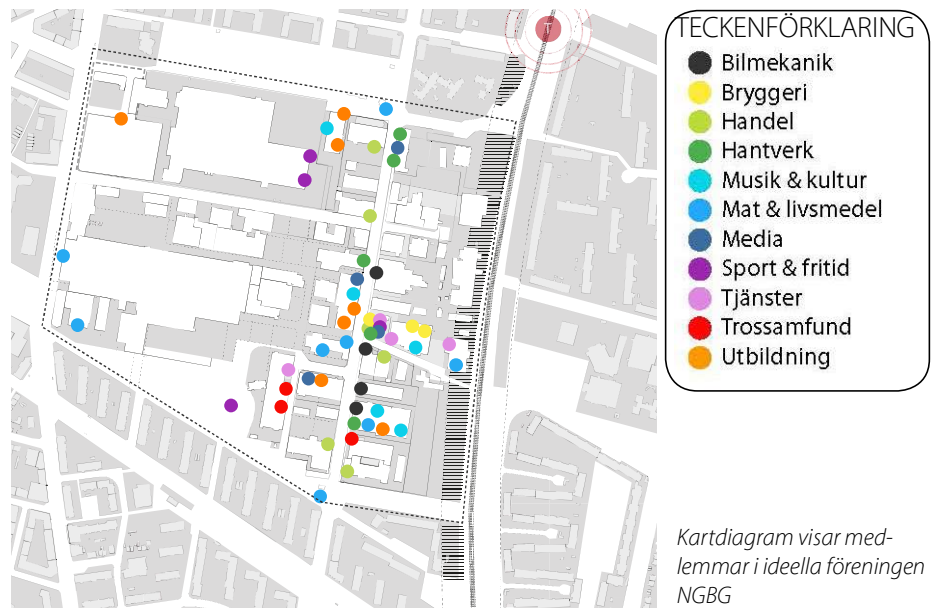 T
TECKENFÖRKLARING
Bilmekanik
Bryggeri
Handel
Hantverk
Musik & kultur
Mat & livsmedel
Media
Sport & fritid
Tjänster
Trossamfund
Utbildning
Kartdiagram visar med-
lemmar i ideella föreningen
NGBG